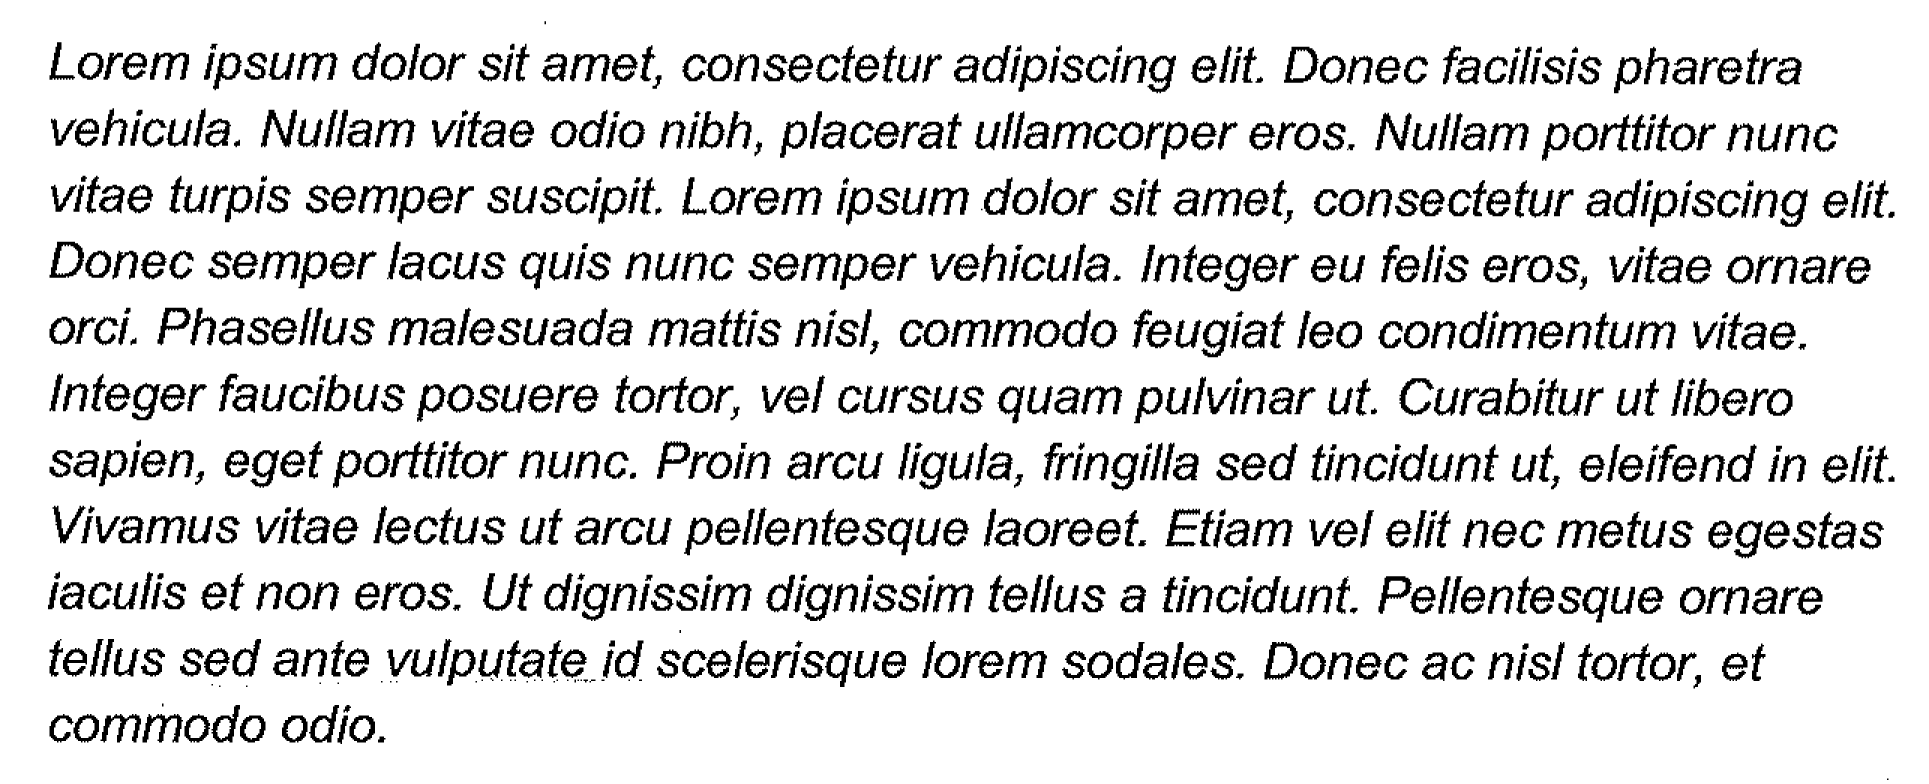 Lorem ipsum dolor sit amet, consectetur adipiscing elit. Donec facilisis pharetra
vehicula. Nullam vitae odio nibh, placerat ullamcorper eros. Nullam porttitor nunc
vitae turpis semper suscipit. Lorem ipsum dolor sit amet, consectetur adipiscing elit.
Donec semper lacus quis nunc semper vehicula. Integer eu felis eros, vitae ornare
orci. Phasellus malesuada mattis nisl, commodo feugiat leo condimentum vitae.
Integer faucibus posuere tortor, vel cursus quam pulvinar ut. Curabitur ut libero
sapien, eget porttitor nunc. Proin arcu ligula, fringilla sed tincidunt ut, eleifend in elit.
Vivamus vitae lectus ut arcu pellentesque laoreet. Etiam vel elit nec metus egestas
iaculis et non eros. Ut dignissim dignissim tellus a tincidunt. Pellentesque ornare
tellus sed ante vulputate id scelerisque lorem sodales. Donec ac nisl tortor, et
commodo odio.